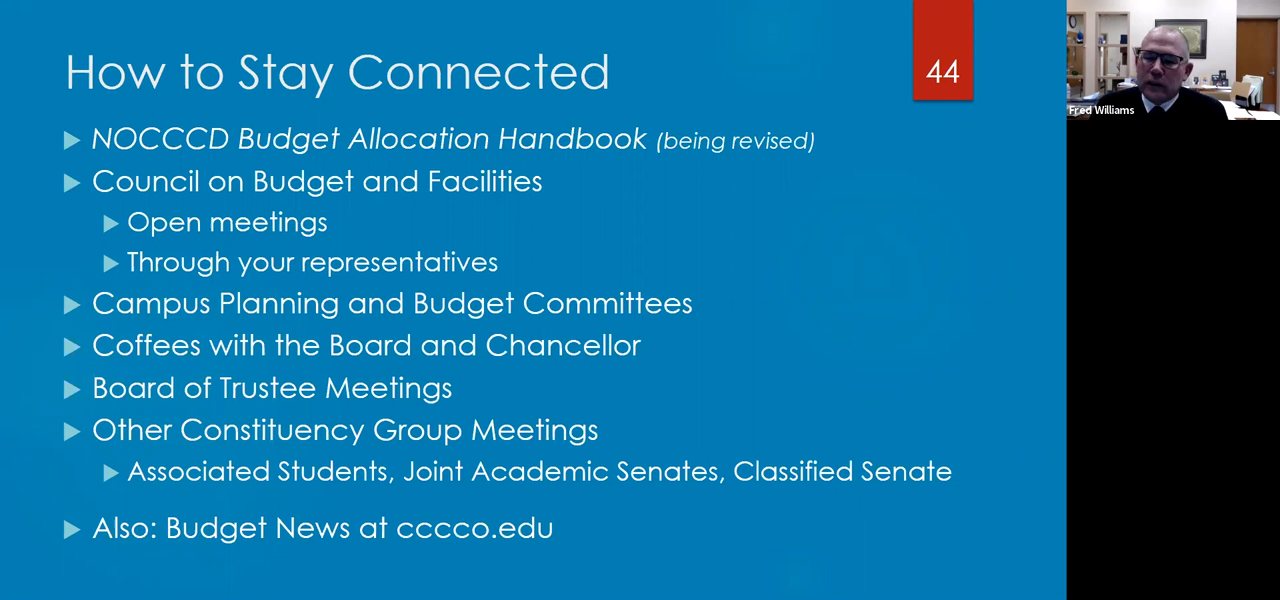 How to Stay Connected
44
Fred Williams
NOCCCD Budget Allocation Handbook (being revised)
Council on Budget and Facilities
Open meetings
Through your representatives
Campus Planning and Budget Committees
Coffees with the Board and Chancellor
Board of Trustee Meetings
Other Constituency Group Meetings
Associated Students, Joint Academic Senates, Classified Senate
Also: Budget News at cccco.edu